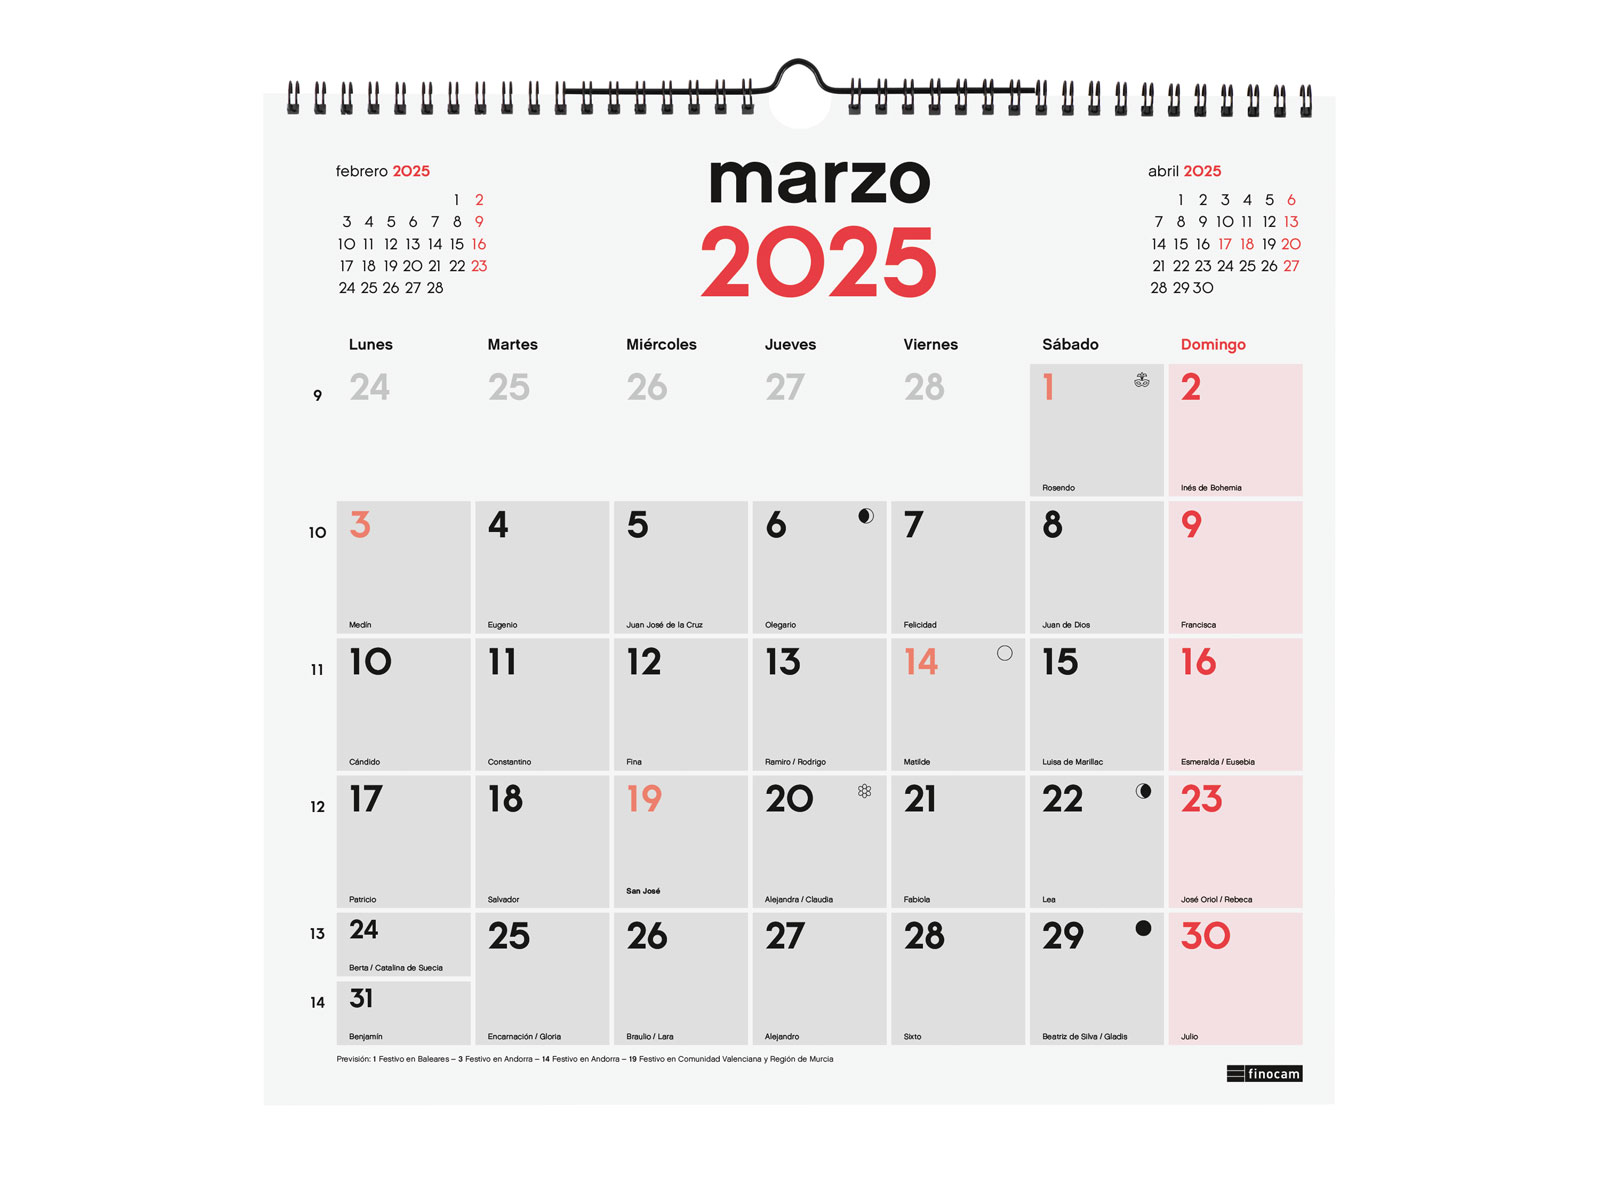 marzo
2025
febrero 2025
1 2
3 4 5 6 7 8 9
10 11 12 13 14 15 16
17 18 19 20 21 22 23
24 25 26 27 28
abril 2025
1 2 3 4 5 6
7 8 9 10 11 12 13
14 15 16 17 18 19 20
21 22 23 24 25 26 27
28 29 30
Lunes Martes Miércoles Jueves Viernes Sábado Domingo
9 24 25 26 27 28 1 2
Rosendo Inés de Bohemia
10 3 4 5 6 7 8 9
Medín Eugenio Juan José de la Cruz Olegario Felicidad Juan de Dios Francisca
11 10 11 12 13 14 15 16
Cándido Constantino Fina Ramiro / Rodrigo Matilde Luisa de Marillac Esmeralda / Eusebia
12 17 18 19 20 21 22 23
San José
Patricio Salvador Alejandra / Claudia Fabiola Lea José Oriol / Rebeca
13 24 25 26 27 28 29 30
Berta / Catalina de Suecia
14 31
Benjamín Encarnación / Gloria Braulio / Lara Alejandro Sixto Beatriz de Silva / Gladis Julio
Previsión: 1 Festivo en Baleares – 3 Festivo en Andorra – 14 Festivo en Andorra – 19 Festivo en Comunidad Valenciana y Región de Murcia
finocam